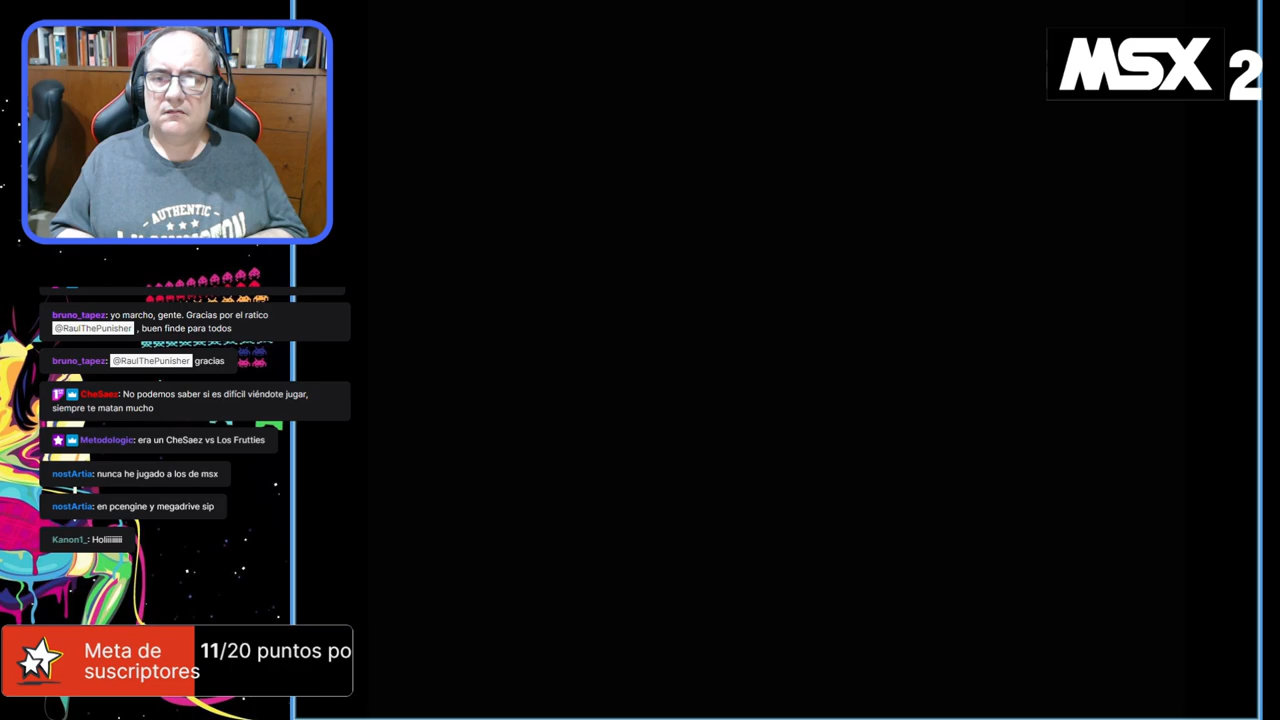 MSX 2
- AUTHENTIC -
bruno_tapez: yo marcho, gente. Gracias por el ratico
@RaulThePunisher , buen finde para todos
bruno_tapez: @RaulThePunisher gracias
CheSaez: No podemos saber si es difícil viéndote jugar,
siempre te matan mucho
Metodologic: era un CheSaez vs Los Frutties
nostArtia: nunca he jugado a los de msx
nostArtia: en pcengine y megadrive sip
Kanon1_: Holiiiiiiiii
Meta de
suscriptores
11/20 puntos po